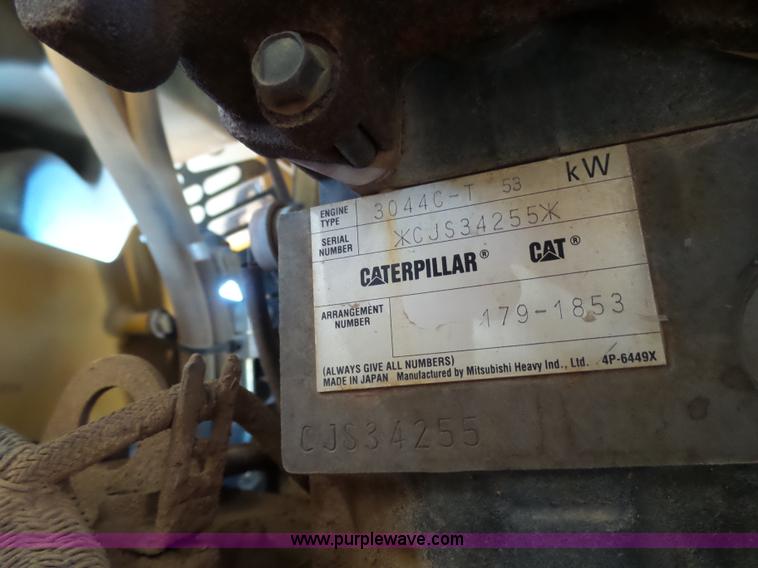 ENGINE TYPE 3044C-T 53 kW
SERIAL NUMBER *CJS34255*
CATERPILLAR® CAT®
ARRANGEMENT NUMBER 179-1853
(ALWAYS GIVE ALL NUMBERS)
MADE IN JAPAN Manufactured by Mitsubishi Heavy Ind., Ltd. 4P-6449X
CJS34255
www.purplewave.com